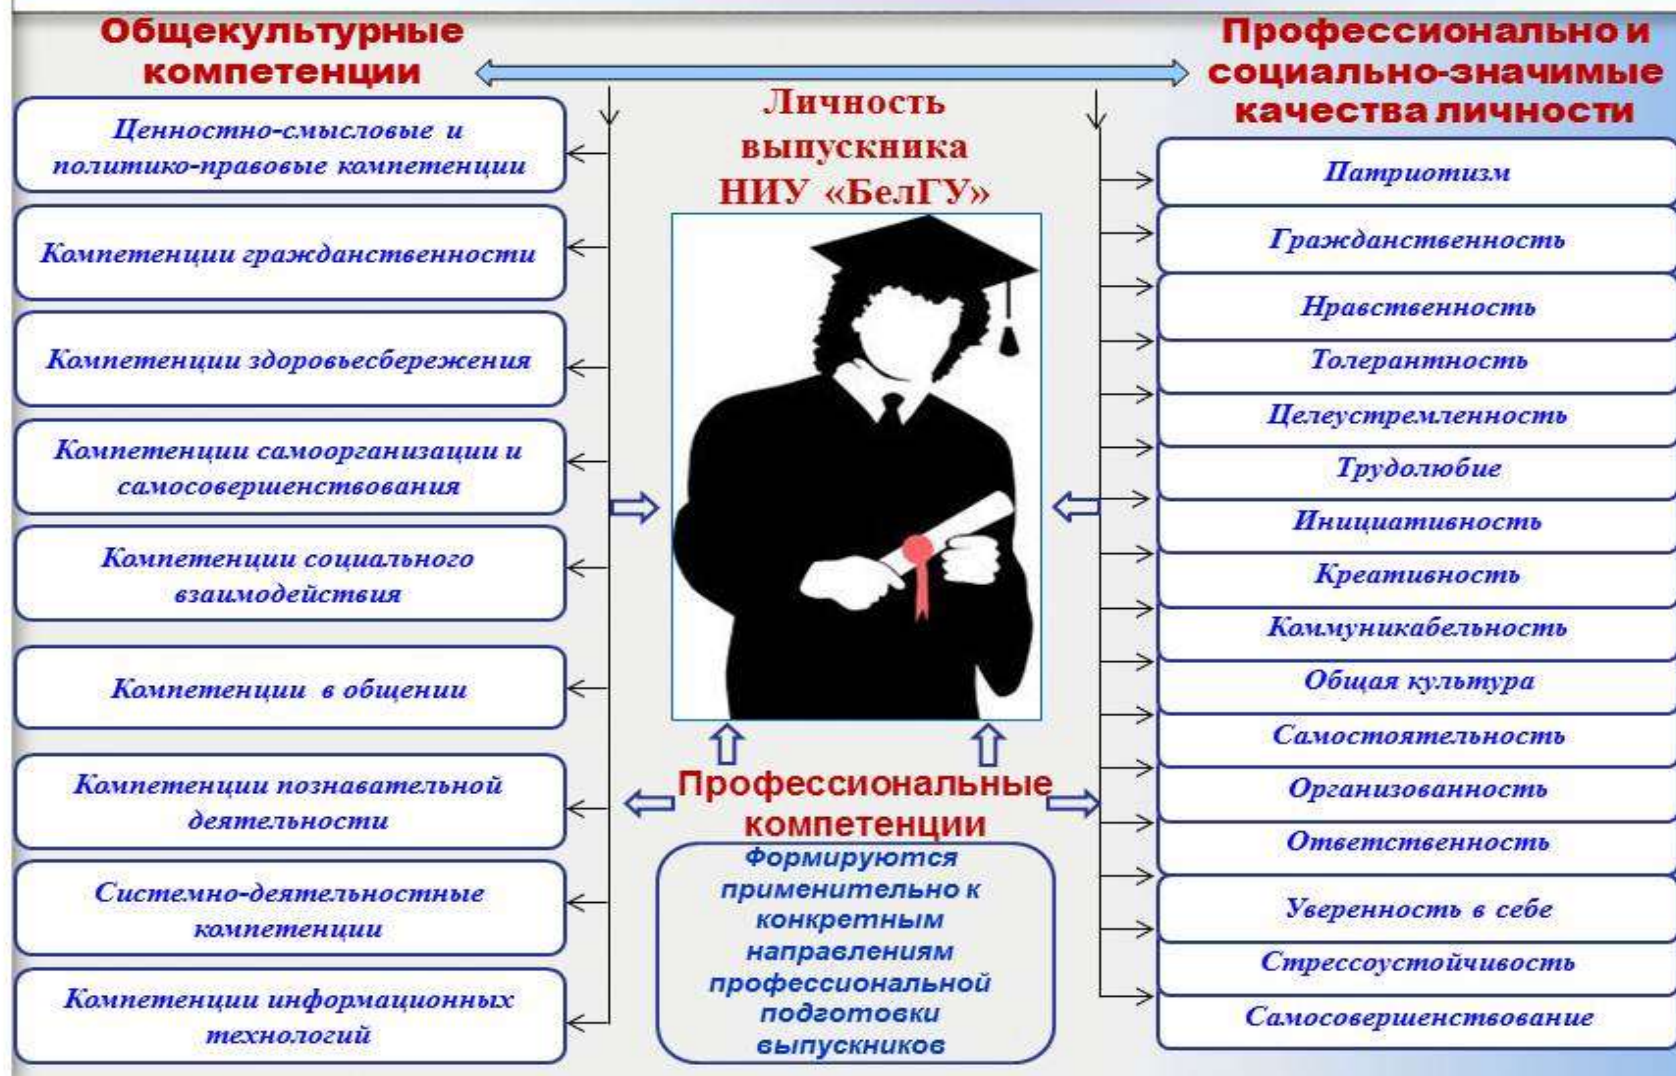 Общекультурные
компетенции
Ценностно-смысловые и
политико-правовые компетенции
Компетенции гражданственности
Компетенции здоровьесбережения
Компетенции самоорганизации и
самосовершенствования
Компетенции социального
взаимодействия
Компетенции в общении
Компетенции познавательной
деятельности
Системно-деятельностные
компетенции
Компетенции информационных
технологий
Личность
выпускника
НИУ «БелГУ»
Профессиональные
компетенции
Формируются
применительно к
конкретным
направлениям
профессиональной
подготовки
выпускников
Профессионально и
социально-значимые
качества личности
Патриотизм
Гражданственность
Нравственность
Толерантность
Целеустремленность
Трудолюбие
Инициативность
Креативность
Коммуникабельность
Общая культура
Самостоятельность
Организованность
Ответственность
Уверенность в себе
Стрессоустойчивость
Самосовершенствование